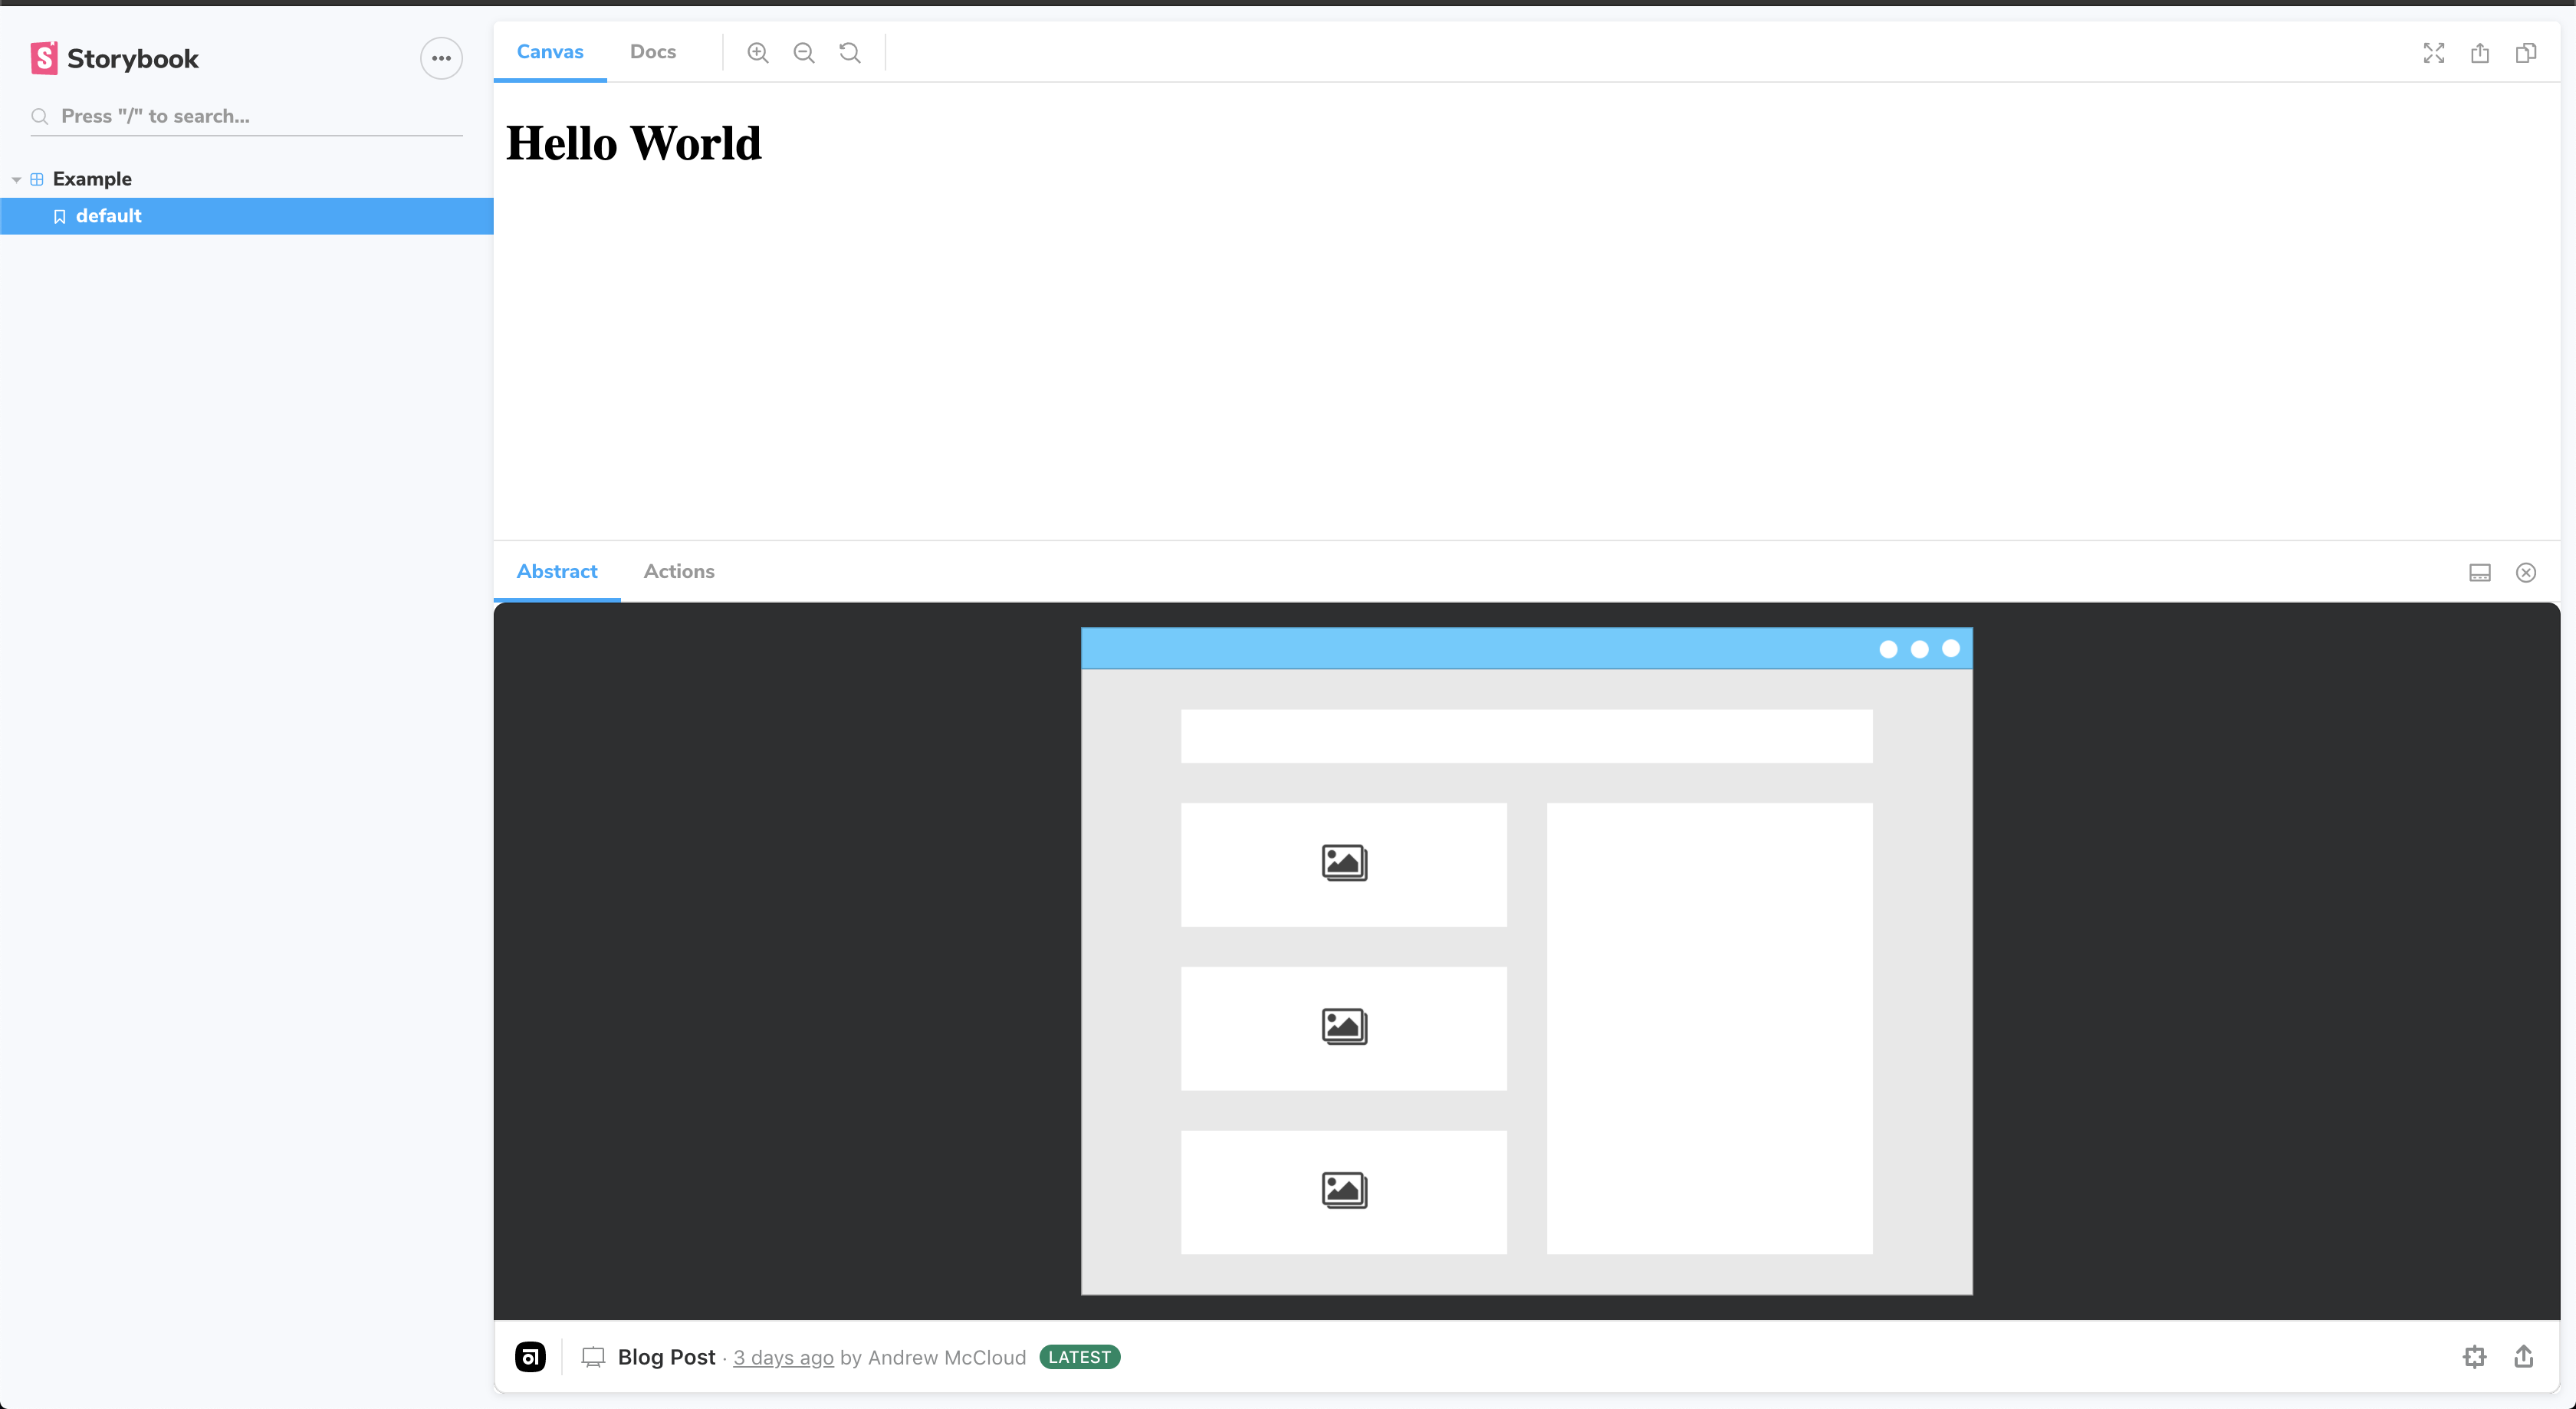 Storybook
Press "/" to search...
Example
default
Canvas Docs
Hello World
Abstract Actions
Blog Post · 3 days ago by Andrew McCloud LATEST